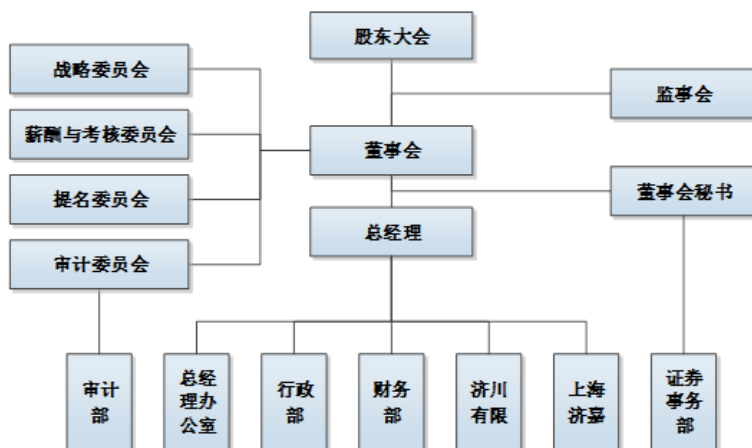 股东大会
战略委员会
监事会
薪酬与考核委员会
董事会
提名委员会
董事会秘书
总经理
审计委员会
审计
部
总经
理办
公室
行政
部
财务
部
济川
有限
上海
济嘉
证券
事务
部